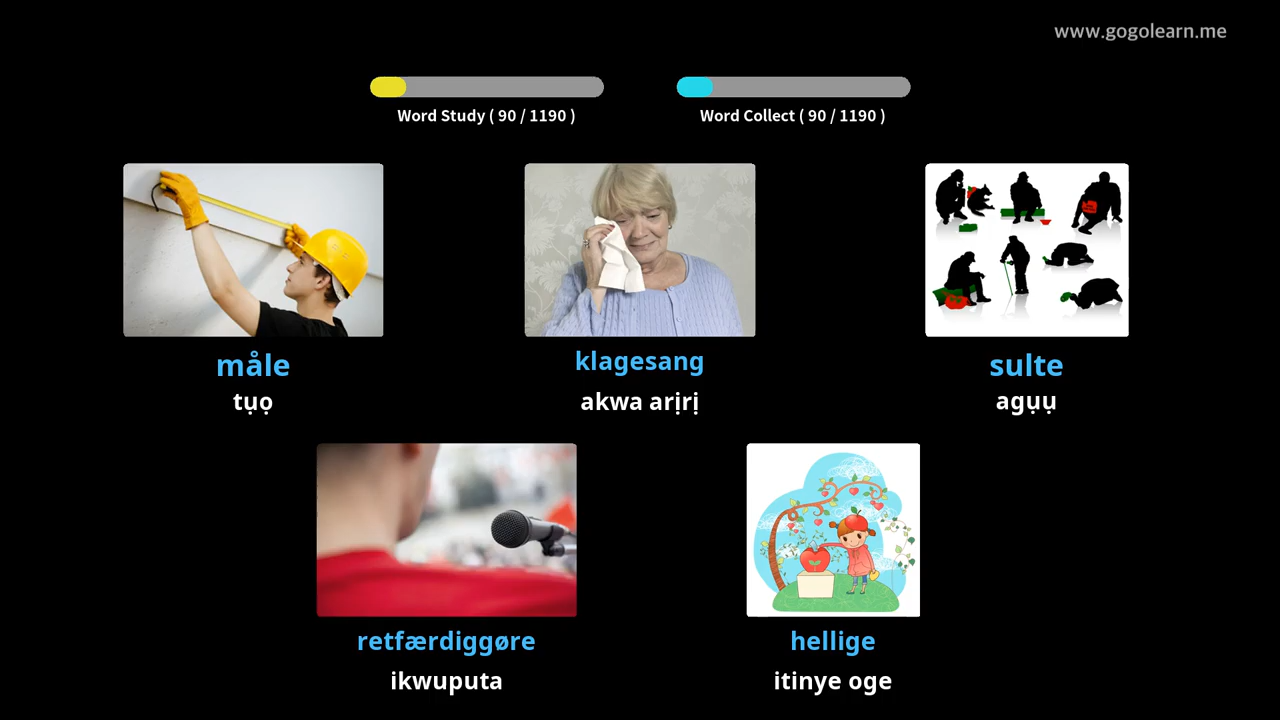 www.gogolearn.me
Word Study ( 90 / 1190 )
Word Collect ( 90 / 1190 )
måle
klagesang
sulte
tụọ
akwa arịrị
agụụ
retfærdiggøre
hellige
ikwuputa
itinye oge